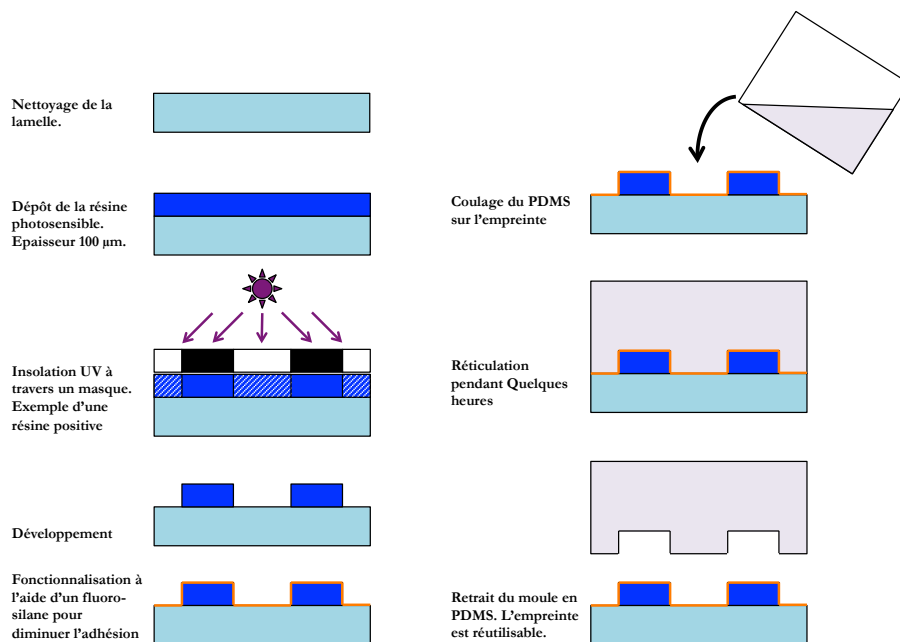 Nettoyage de la
lamelle.
Dépôt de la résine
photosensible.
Epaisseur 100 µm.
Insolation UV à
travers un masque.
Exemple d'une
résine positive
Développement
Fonctionnalisation à
l'aide d'un fluoro-
silane pour
diminuer l'adhésion
Coulage du PDMS
sur l'empreinte
Réticulation
pendant Quelques
heures
Retrait du moule en
PDMS. L'empreinte
est réutilisable.